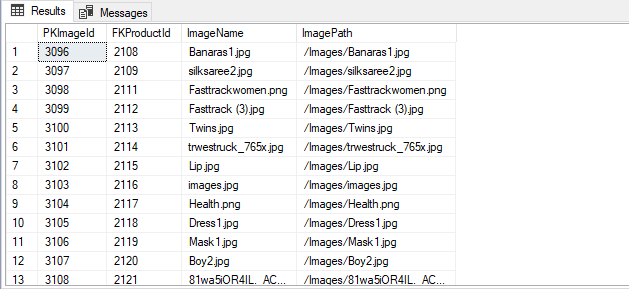 Results Messages
PKImageId FKProductId ImageName ImagePath
1 3096 2108 Banaras1.jpg /Images/Banaras1.jpg
2 3097 2109 silksaree2.jpg /Images/silksaree2.jpg
3 3098 2111 Fasttrackwomen.png /Images/Fasttrackwomen.png
4 3099 2112 Fasttrack (3).jpg /Images/Fasttrack (3).jpg
5 3100 2113 Twins.jpg /Images/Twins.jpg
6 3101 2114 trwestruck_765x.jpg /Images/trwestruck_765x.jpg
7 3102 2115 Lip.jpg /Images/Lip.jpg
8 3103 2116 images.jpg /Images/images.jpg
9 3104 2117 Health.png /Images/Health.png
10 3105 2118 Dress1.jpg /Images/Dress1.jpg
11 3106 2119 Mask1.jpg /Images/Mask1.jpg
12 3107 2120 Boy2.jpg /Images/Boy2.jpg
13 3108 2121 81wa5iOR4IL._AC... /Images/81wa5iOR4IL._AC...